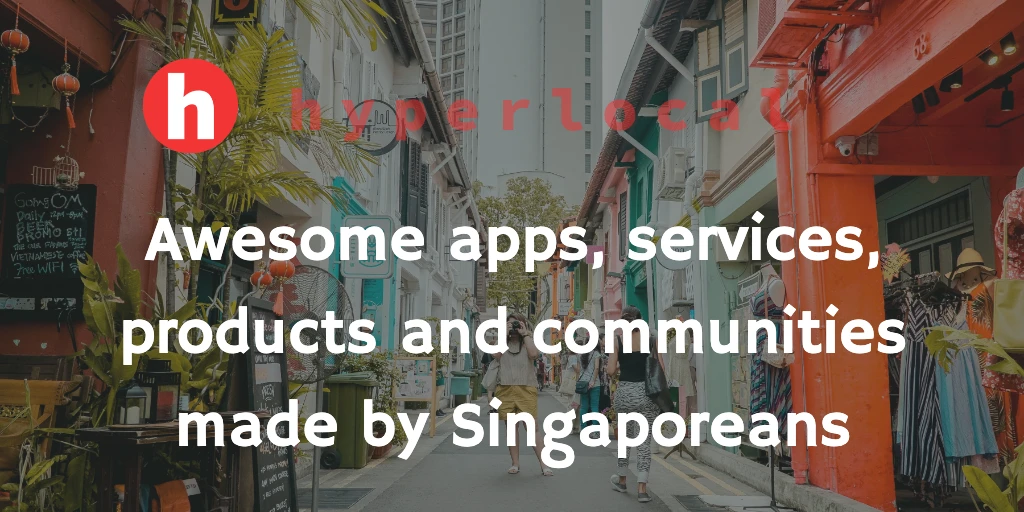 h
hyperlocal
Awesome apps, services,
products and communities
made by Singaporeans